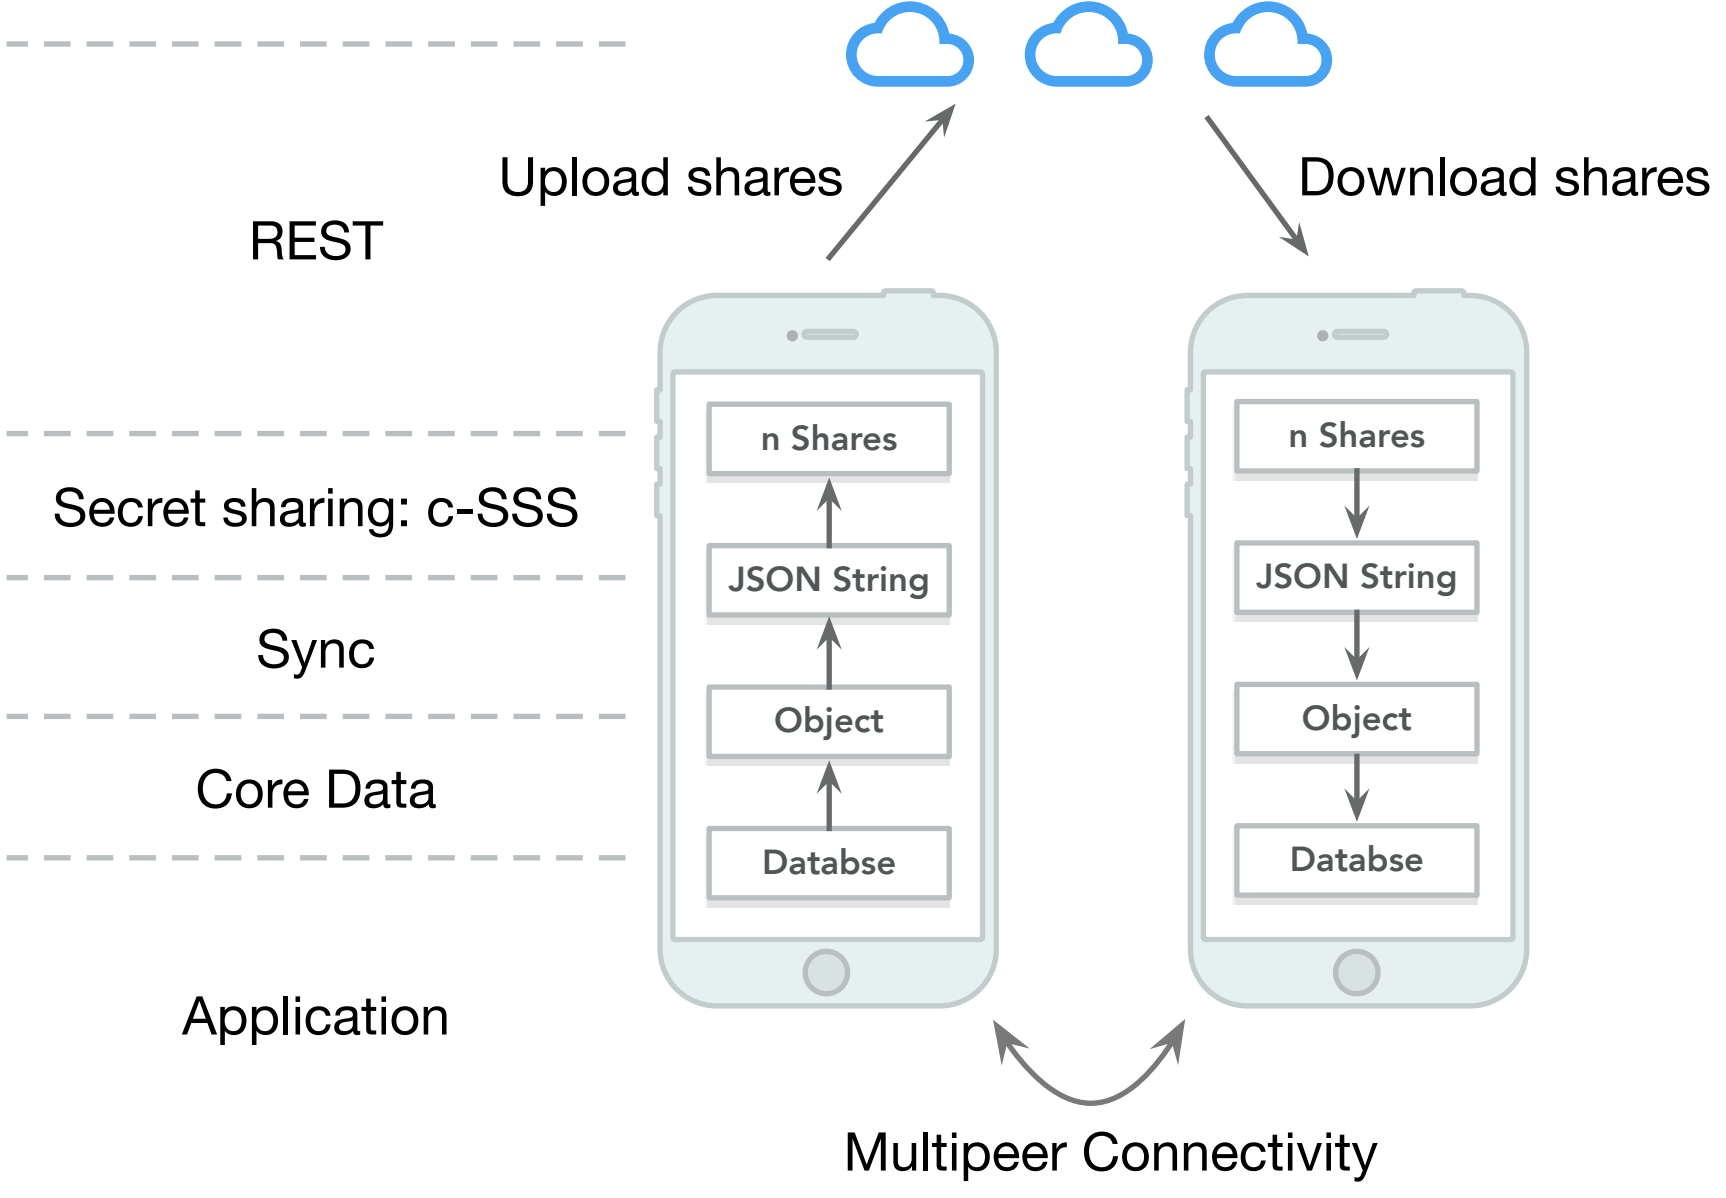 Upload shares
Download shares
REST
n Shares
n Shares
Secret sharing: c-SSS
JSON String
JSON String
Sync
Object
Object
Core Data
Databse
Databse
Application
Multipeer Connectivity